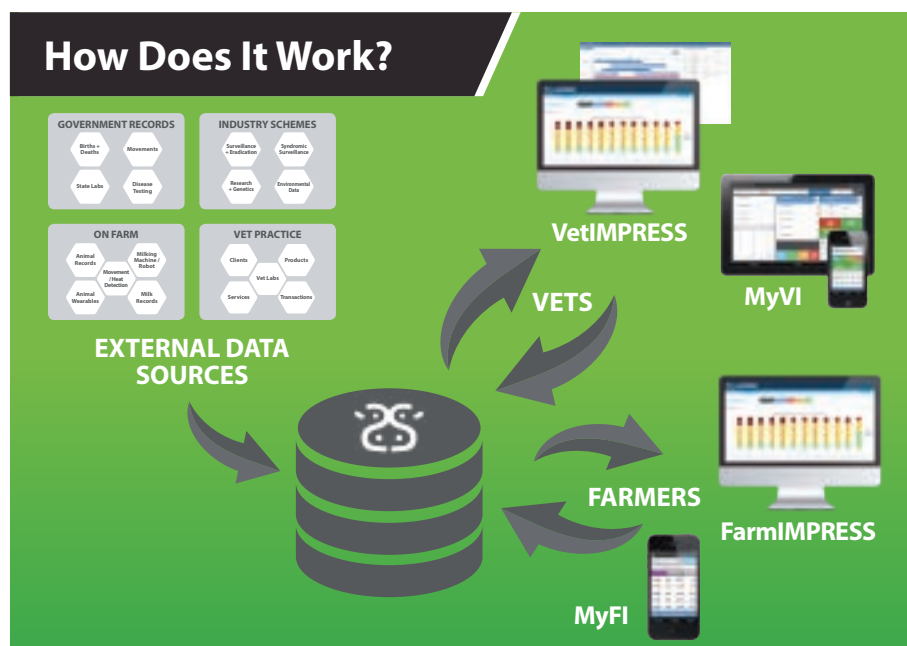 How Does It Work?
GOVERNMENT RECORDS
Births +
Deaths
Movements
State Labs
Disease
Testing
INDUSTRY SCHEMES
Surveillance
+ Eradication
Syndromic
Surveillance
Research
+ Genetics
Environmental
Data
ON FARM
Animal
Records
Milking
Machine /
Robot
Movement
/ Heat
Detection
Animal
Wearables
Milk
Records
VET PRACTICE
Clients
Products
Vet Labs
Services
Transactions
EXTERNAL DATA
SOURCES
VetIMPRESS
VETS
MyVI
FARMERS
FarmIMPRESS
MyFI